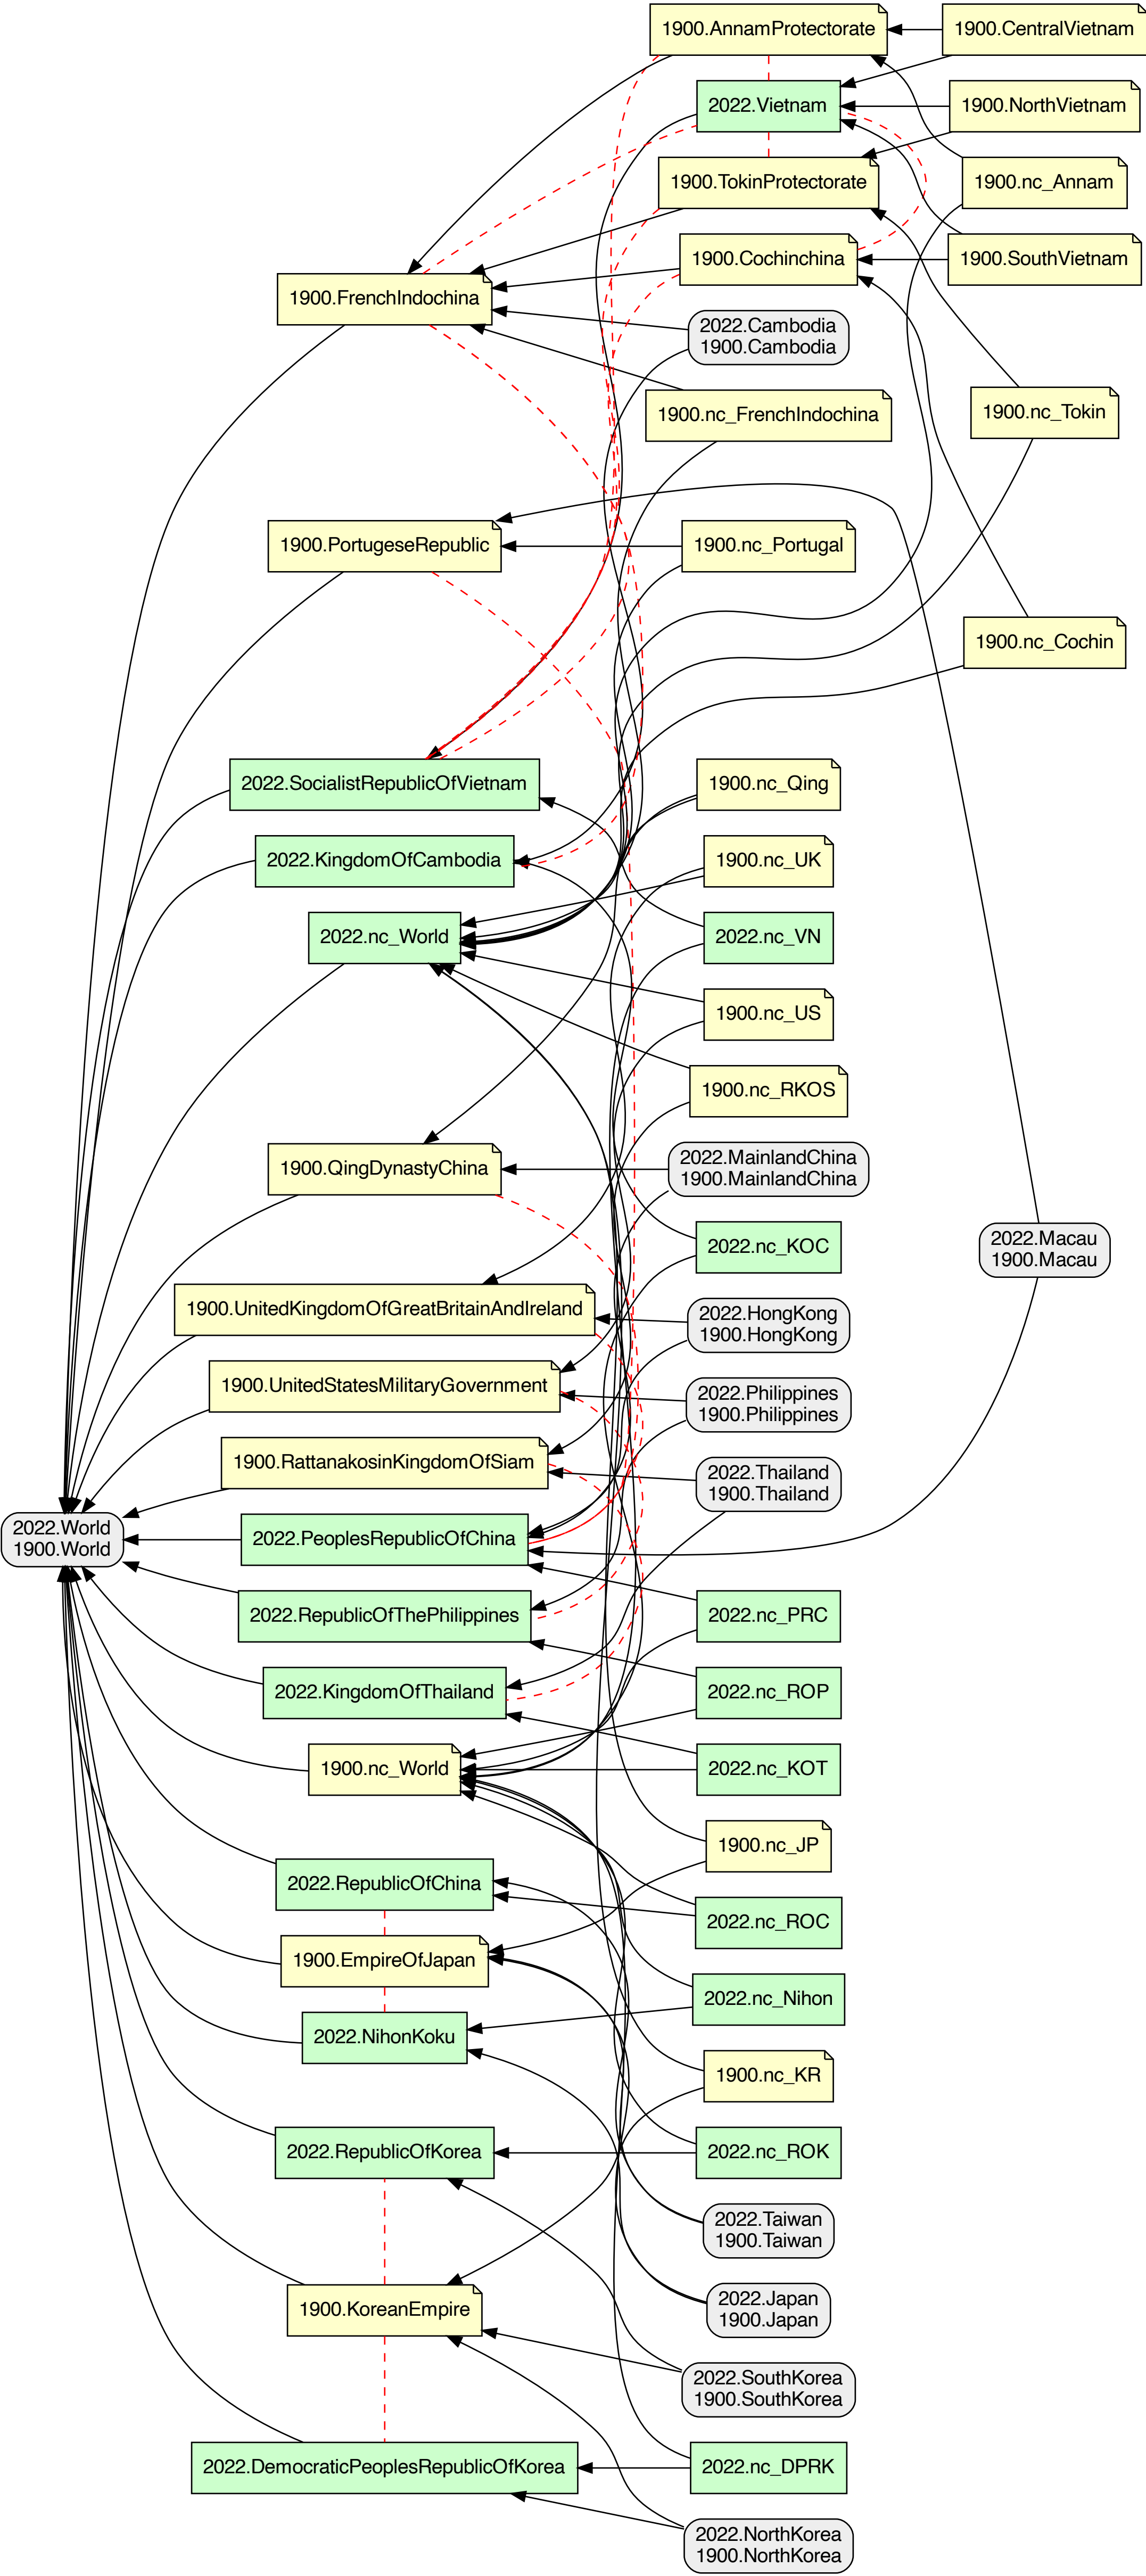 1900.AnnamProtectorate
1900.CentralVietnam
2022.Vietnam
1900.NorthVietnam
1900.TokinProtectorate
1900.nc_Annam
1900.Cochinchina
1900.SouthVietnam
1900.FrenchIndochina
2022.Cambodia
1900.Cambodia
1900.nc_FrenchIndochina
1900.nc_Tokin
1900.PortugeseRepublic
1900.nc_Portugal
1900.nc_Cochin
2022.SocialistRepublicOfVietnam
1900.nc_Qing
2022.KingdomOfCambodia
1900.nc_UK
2022.nc_World
2022.nc_VN
1900.nc_US
1900.nc_RKOS
1900.QingDynastyChina
2022.MainlandChina
1900.MainlandChina
2022.nc_KOC
2022.Macau
1900.Macau
1900.UnitedKingdomOfGreatBritainAndIreland
2022.HongKong
1900.HongKong
1900.UnitedStatesMilitaryGovernment
2022.Philippines
1900.Philippines
1900.RattanakosinKingdomOfSiam
2022.Thailand
1900.Thailand
2022.World
1900.World
2022.PeoplesRepublicOfChina
2022.RepublicOfThePhilippines
2022.nc_PRC
2022.KingdomOfThailand
2022.nc_ROP
1900.nc_World
2022.nc_KOT
1900.nc_JP
2022.RepublicOfChina
2022.nc_ROC
1900.EmpireOfJapan
2022.nc_Nihon
2022.NihonKoku
1900.nc_KR
2022.RepublicOfKorea
2022.nc_ROK
2022.Taiwan
1900.Taiwan
1900.KoreanEmpire
2022.Japan
1900.Japan
2022.SouthKorea
1900.SouthKorea
2022.DemocraticPeoplesRepublicOfKorea
2022.nc_DPRK
2022.NorthKorea
1900.NorthKorea